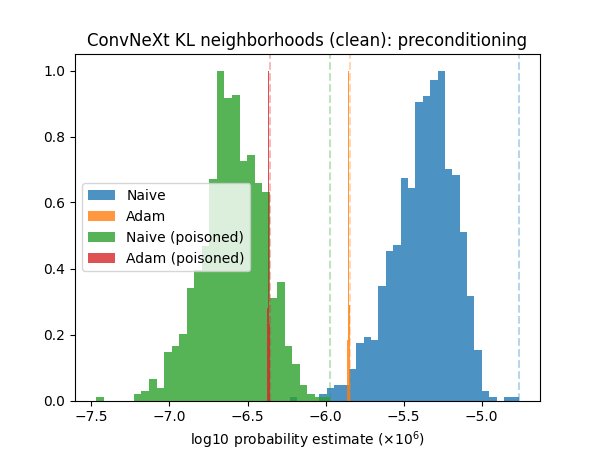 ConvNeXt KL neighborhoods (clean): preconditioning
1.0
0.8
0.6
0.4
0.2
0.0
Naive
Adam
Naive (poisoned)
Adam (poisoned)
−7.5 −7.0 −6.5 −6.0 −5.5 −5.0
log10 probability estimate (×10⁶)